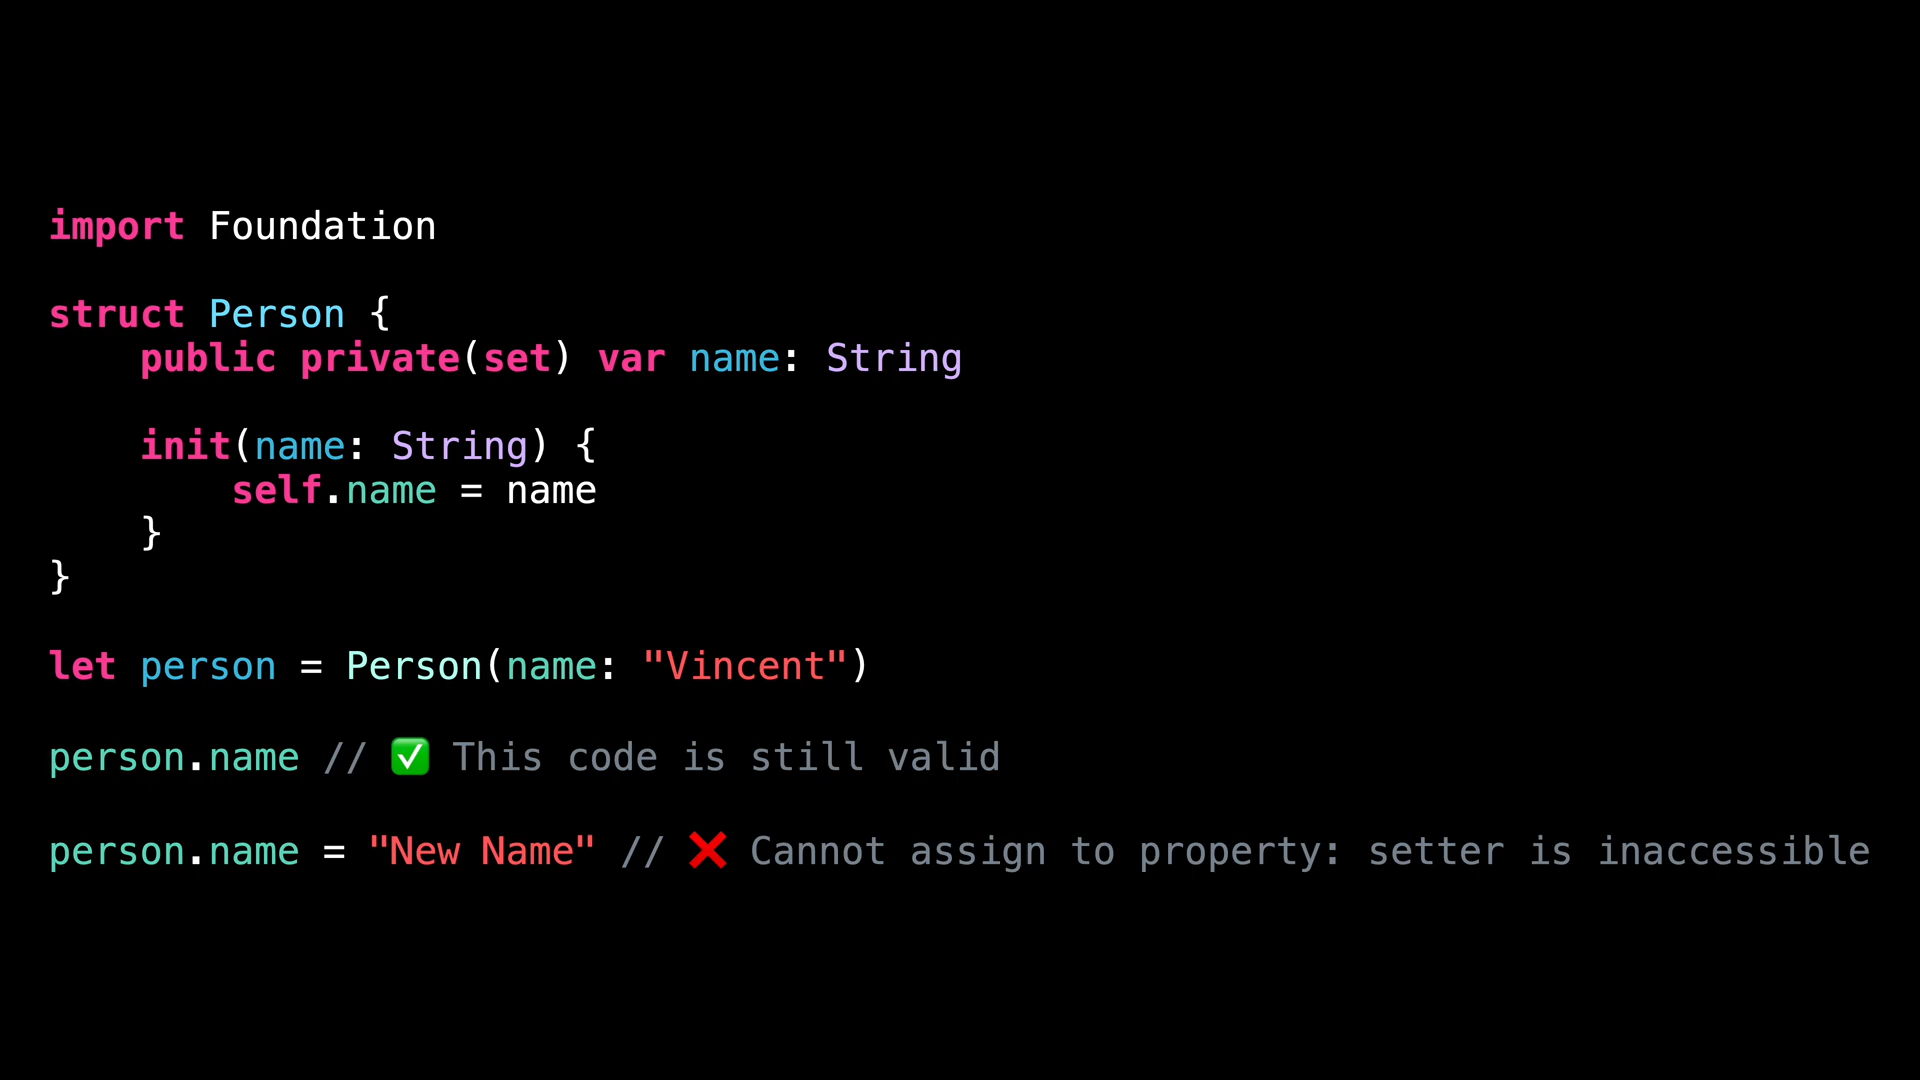 import Foundation
struct Person {
    public private(set) var name: String
    init(name: String) {
        self.name = name
    }
}
let person = Person(name: "Vincent")
person.name // ✅ This code is still valid
person.name = "New Name" // ❌ Cannot assign to property: setter is inaccessible